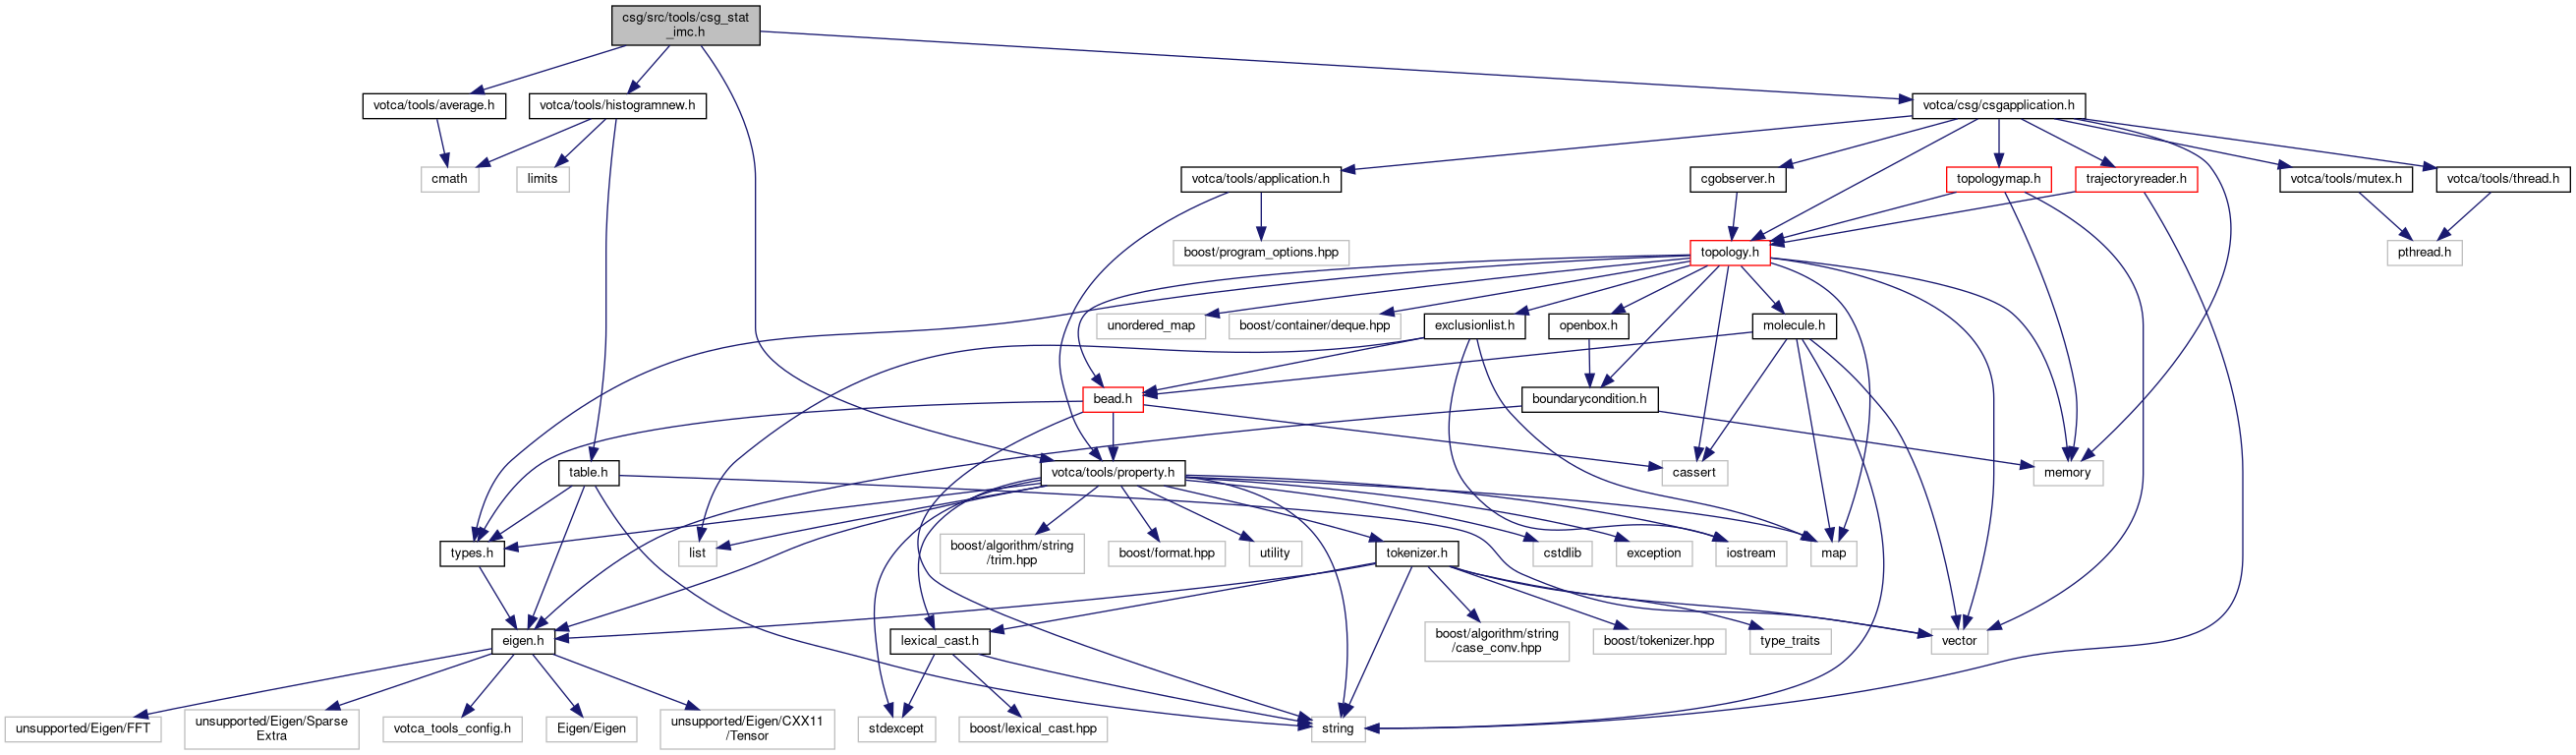 csg/src/tools/csg_stat
_imc.h
votca/tools/average.h
votca/tools/histogramnew.h
votca/csg/csgapplication.h
cmath
limits
votca/tools/application.h
cgobserver.h
topologymap.h
trajectoryreader.h
votca/tools/mutex.h
votca/tools/thread.h
boost/program_options.hpp
topology.h
pthread.h
unordered_map
boost/container/deque.hpp
exclusionlist.h
openbox.h
molecule.h
bead.h
boundarycondition.h
table.h
votca/tools/property.h
cassert
memory
types.h
list
boost/algorithm/string
/trim.hpp
boost/format.hpp
utility
tokenizer.h
cstdlib
exception
iostream
map
eigen.h
lexical_cast.h
boost/algorithm/string
/case_conv.hpp
boost/tokenizer.hpp
type_traits
vector
unsupported/Eigen/FFT
unsupported/Eigen/Sparse
Extra
votca_tools_config.h
Eigen/Eigen
unsupported/Eigen/CXX11
/Tensor
stdexcept
boost/lexical_cast.hpp
string